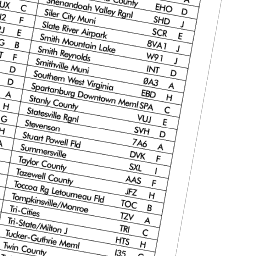 County EHO D
UX C Shenandoah Valley Rgnl SHD J
F Siler City Muni SCR E
E Slate River Airpark 8VA1 J
B Smith Mountain Lake W91 J
F Smith Reynolds INT D
D Smithville Muni 0A3 A
D Southern West Virginia EBD H
A Spartanburg Downtown Meml SPA C
H Stanly County VUJ E
G Statesville Rgnl SVH D
H Stevenson 7A6 A
Stuart Powell Fld DVK F
Summersville SXL I
Taylor County AAS F
Tazewell County JFZ H
Toccoa Rg Letourneau Fld TOC B
Tompkinsville/Monroe TZV A
Tri-Cities TRI C
Tri-State/Milton J HTS H
Tucker-Guthrie Meml I35
Twin County